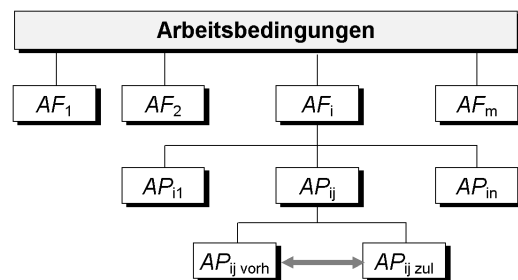 Arbeitsbedingungen
AF1 AF2 AFi AFm
APi1 APij APin
APij vorh APij zul